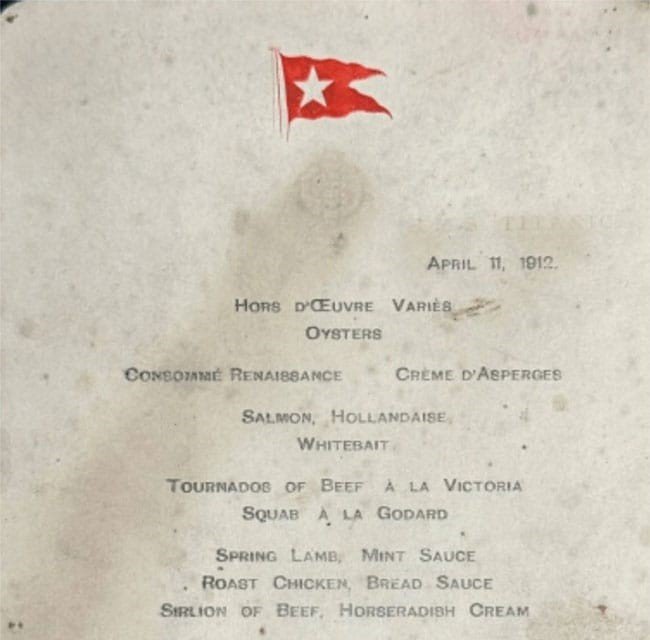 TITANIC
APRIL 11, 1912.
HORS D'ŒUVRE VARIÈS
OYSTERS
CONSOMMÉ RENAISSANCE CRÈME D'ASPERGES
SALMON, HOLLANDAISE
WHITEBAIT
TOURNADOS OF BEEF À LA VICTORIA
SQUAB À LA GODARD
SPRING LAMB, MINT SAUCE
ROAST CHICKEN, BREAD SAUCE
SIRLION OF BEEF, HORSERADISH CREAM